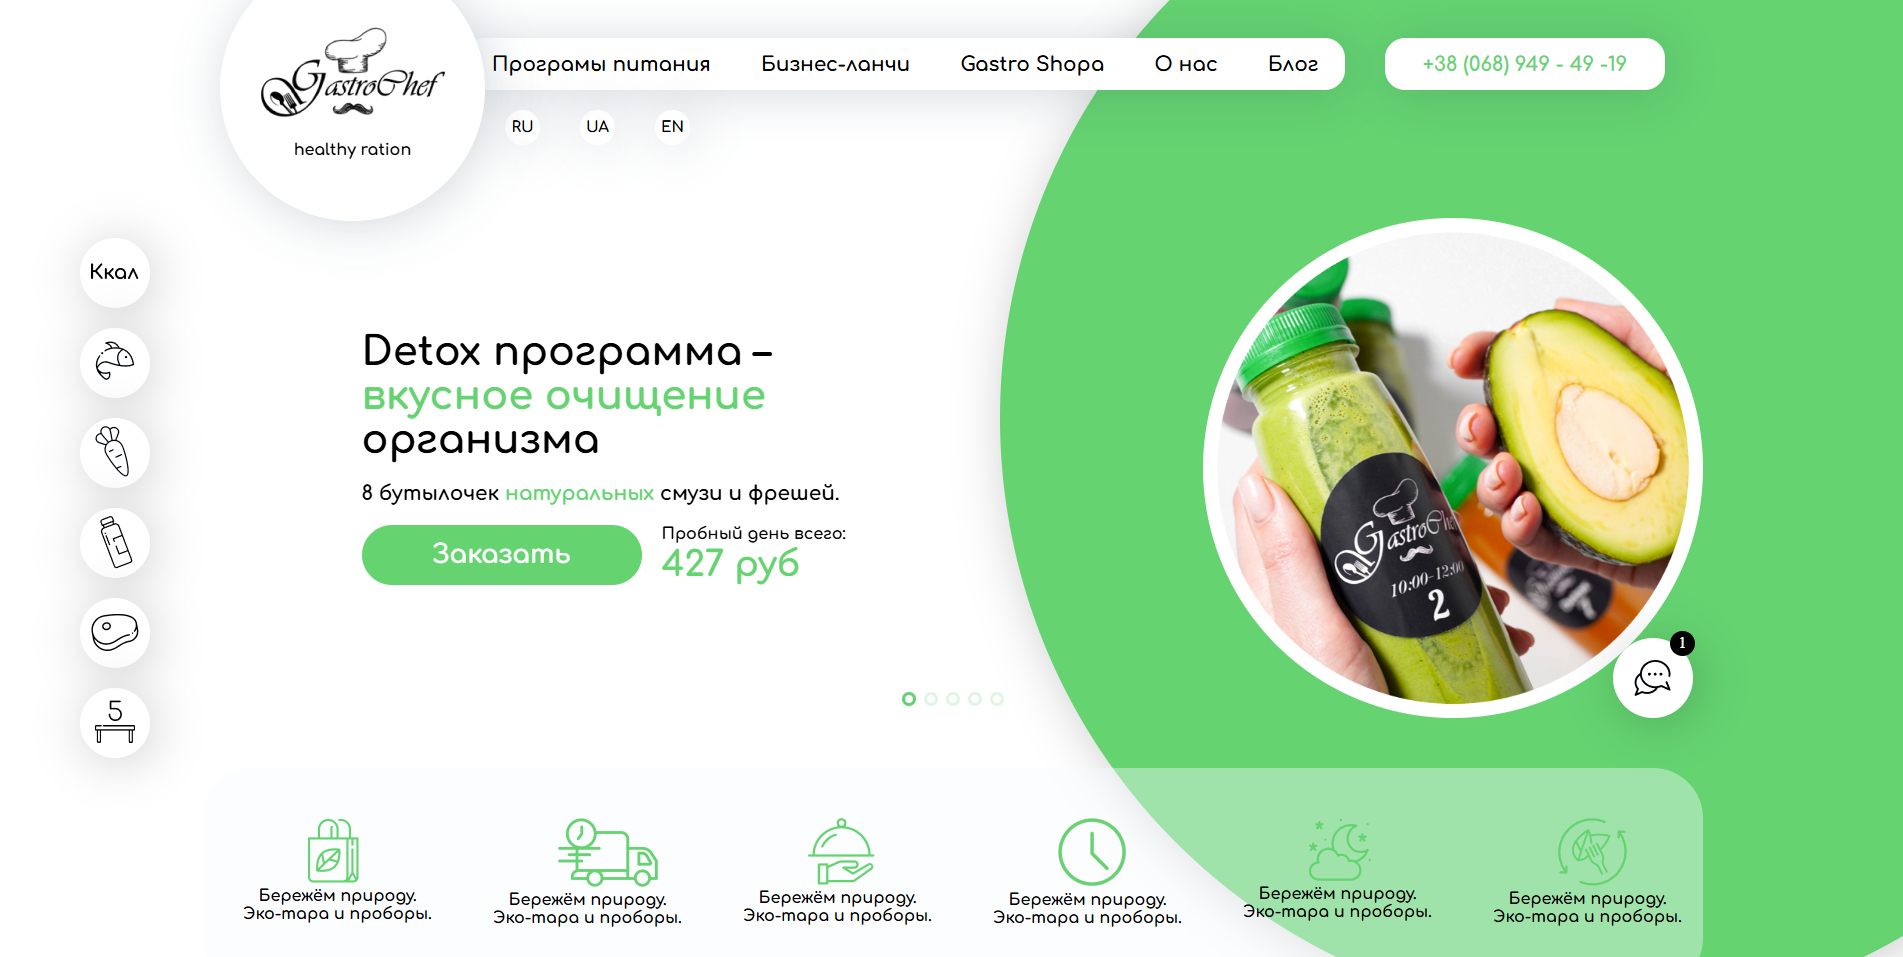 GastroChef
healthy ration
Програмы питания
Бизнес-ланчи
Gastro Shopa
О нас
Блог
+38 (068) 949 - 49 -19
RU
UA
EN
Ккал
5
Detox программа –
вкусное очищение
организма
8 бутылочек натуральных смузи и фрешей.
Заказать
Пробный день всего:
427 руб
GastroChef
10:00-12:00
2
1
Бережём природу.
Эко-тара и проборы.
Бережём природу.
Эко-тара и проборы.
Бережём природу.
Эко-тара и проборы.
Бережём природу.
Эко-тара и проборы.
Бережём природу.
Эко-тара и проборы.
Бережём природу.
Эко-тара и проборы.